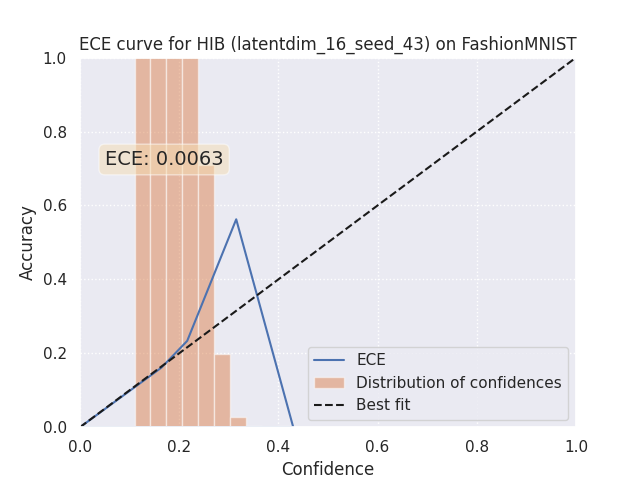 ECE curve for HIB (latentdim_16_seed_43) on FashionMNIST
1.0
0.8
0.6
0.4
0.2
0.0
Accuracy
ECE: 0.0063
ECE
Distribution of confidences
Best fit
0.0 0.2 0.4 0.6 0.8 1.0
Confidence